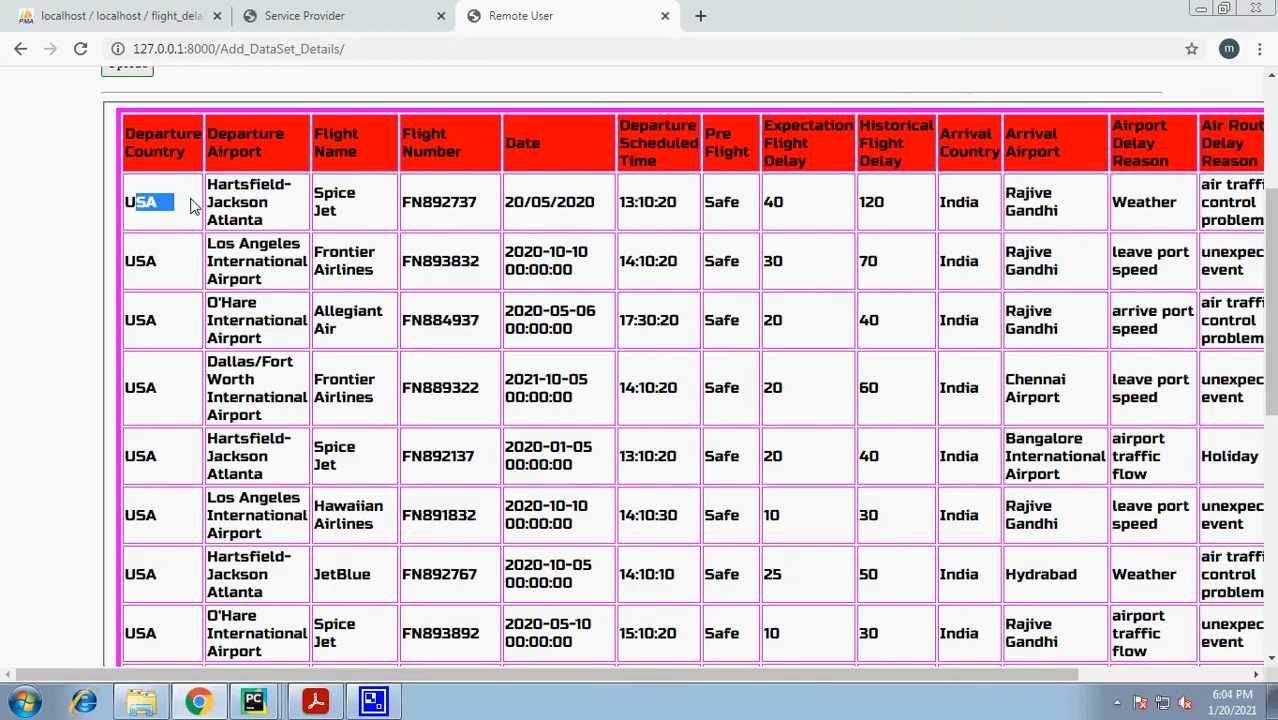 localhost / localhost / flight_dela
Service Provider
Remote User
127.0.0.1:8000/Add_DataSet_Details/
m
Departure Country
Departure Airport
Flight Name
Flight Number
Date
Departure Scheduled Time
Pre Flight
Expectation Flight Delay
Historical Flight Delay
Arrival Country
Arrival Airport
Airport Delay Reason
Air Rout Delay Reason
USA
Hartsfield-Jackson Atlanta
Spice Jet
FN892737
20/05/2020
13:10:20
Safe
40
120
India
Rajive Gandhi
Weather
air traffi control problem
USA
Los Angeles International Airport
Frontier Airlines
FN893832
2020-10-10 00:00:00
14:10:20
Safe
30
70
India
Rajive Gandhi
leave port speed
unexpec event
USA
O'Hare International Airport
Allegiant Air
FN884937
2020-05-06 00:00:00
17:30:20
Safe
20
40
India
Rajive Gandhi
arrive port speed
air traffi control problem
USA
Dallas/Fort Worth International Airport
Frontier Airlines
FN889322
2021-10-05 00:00:00
14:10:20
Safe
20
60
India
Chennai Airport
leave port speed
unexpec event
USA
Hartsfield-Jackson Atlanta
Spice Jet
FN892137
2020-01-05 00:00:00
13:10:20
Safe
20
40
India
Bangalore International Airport
airport traffic flow
Holiday
USA
Los Angeles International Airport
Hawaiian Airlines
FN891832
2020-10-10 00:00:00
14:10:30
Safe
10
30
India
Rajive Gandhi
leave port speed
unexpec event
USA
Hartsfield-Jackson Atlanta
JetBlue
FN892767
2020-10-05 00:00:00
14:10:10
Safe
25
50
India
Hydrabad
Weather
air traffi control problem
USA
O'Hare International Airport
Spice Jet
FN893892
2020-05-10 00:00:00
15:10:20
Safe
10
30
India
Rajive Gandhi
airport traffic flow
unexpec event
PC
6:04 PM
1/20/2021